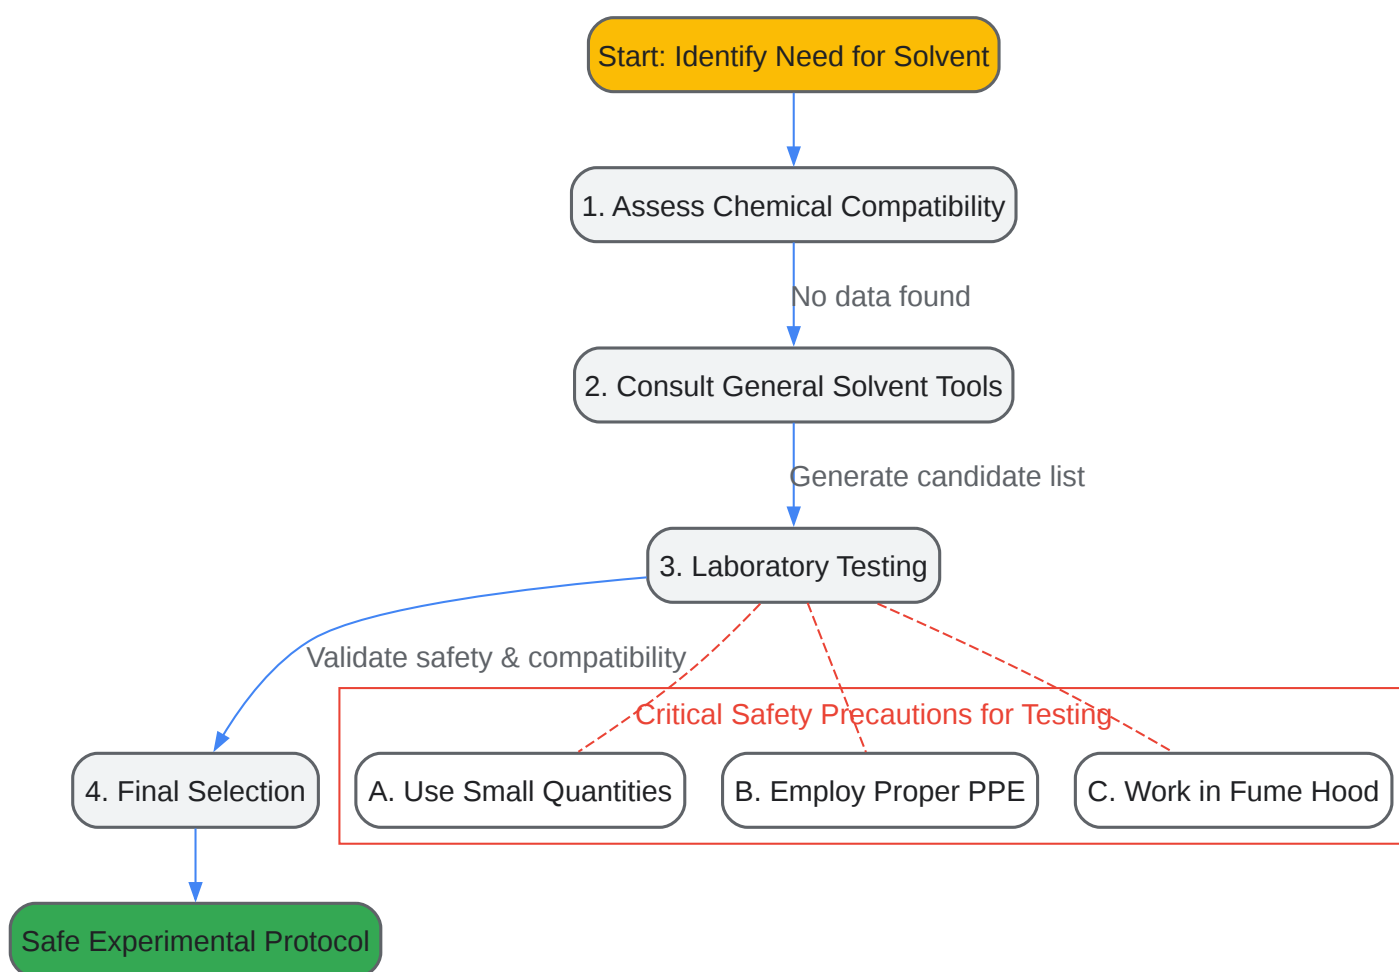 Start: Identify Need for Solvent
1. Assess Chemical Compatibility
No data found
2. Consult General Solvent Tools
Generate candidate list
3. Laboratory Testing
Validate safety & compatibility
Critical Safety Precautions for Testing
4. Final Selection
A. Use Small Quantities
B. Employ Proper PPE
C. Work in Fume Hood
Safe Experimental Protocol